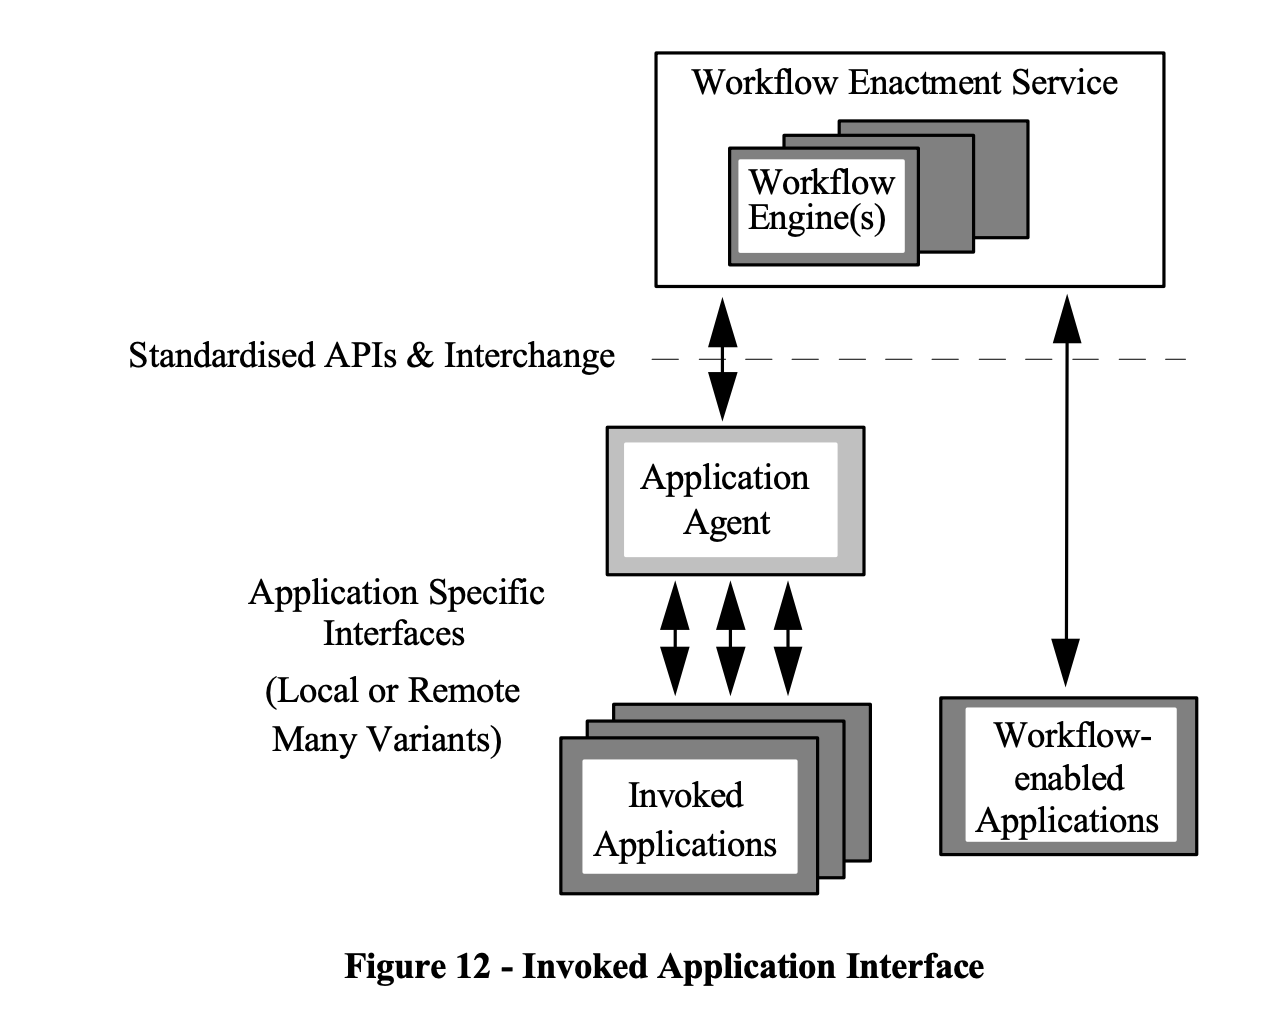 Workflow Enactment Service
Workflow
Engine(s)
Standardised APIs & Interchange
Application
Agent
Application Specific
Interfaces
(Local or Remote
Many Variants)
Invoked
Applications
Workflow-
enabled
Applications
Figure 12 - Invoked Application Interface